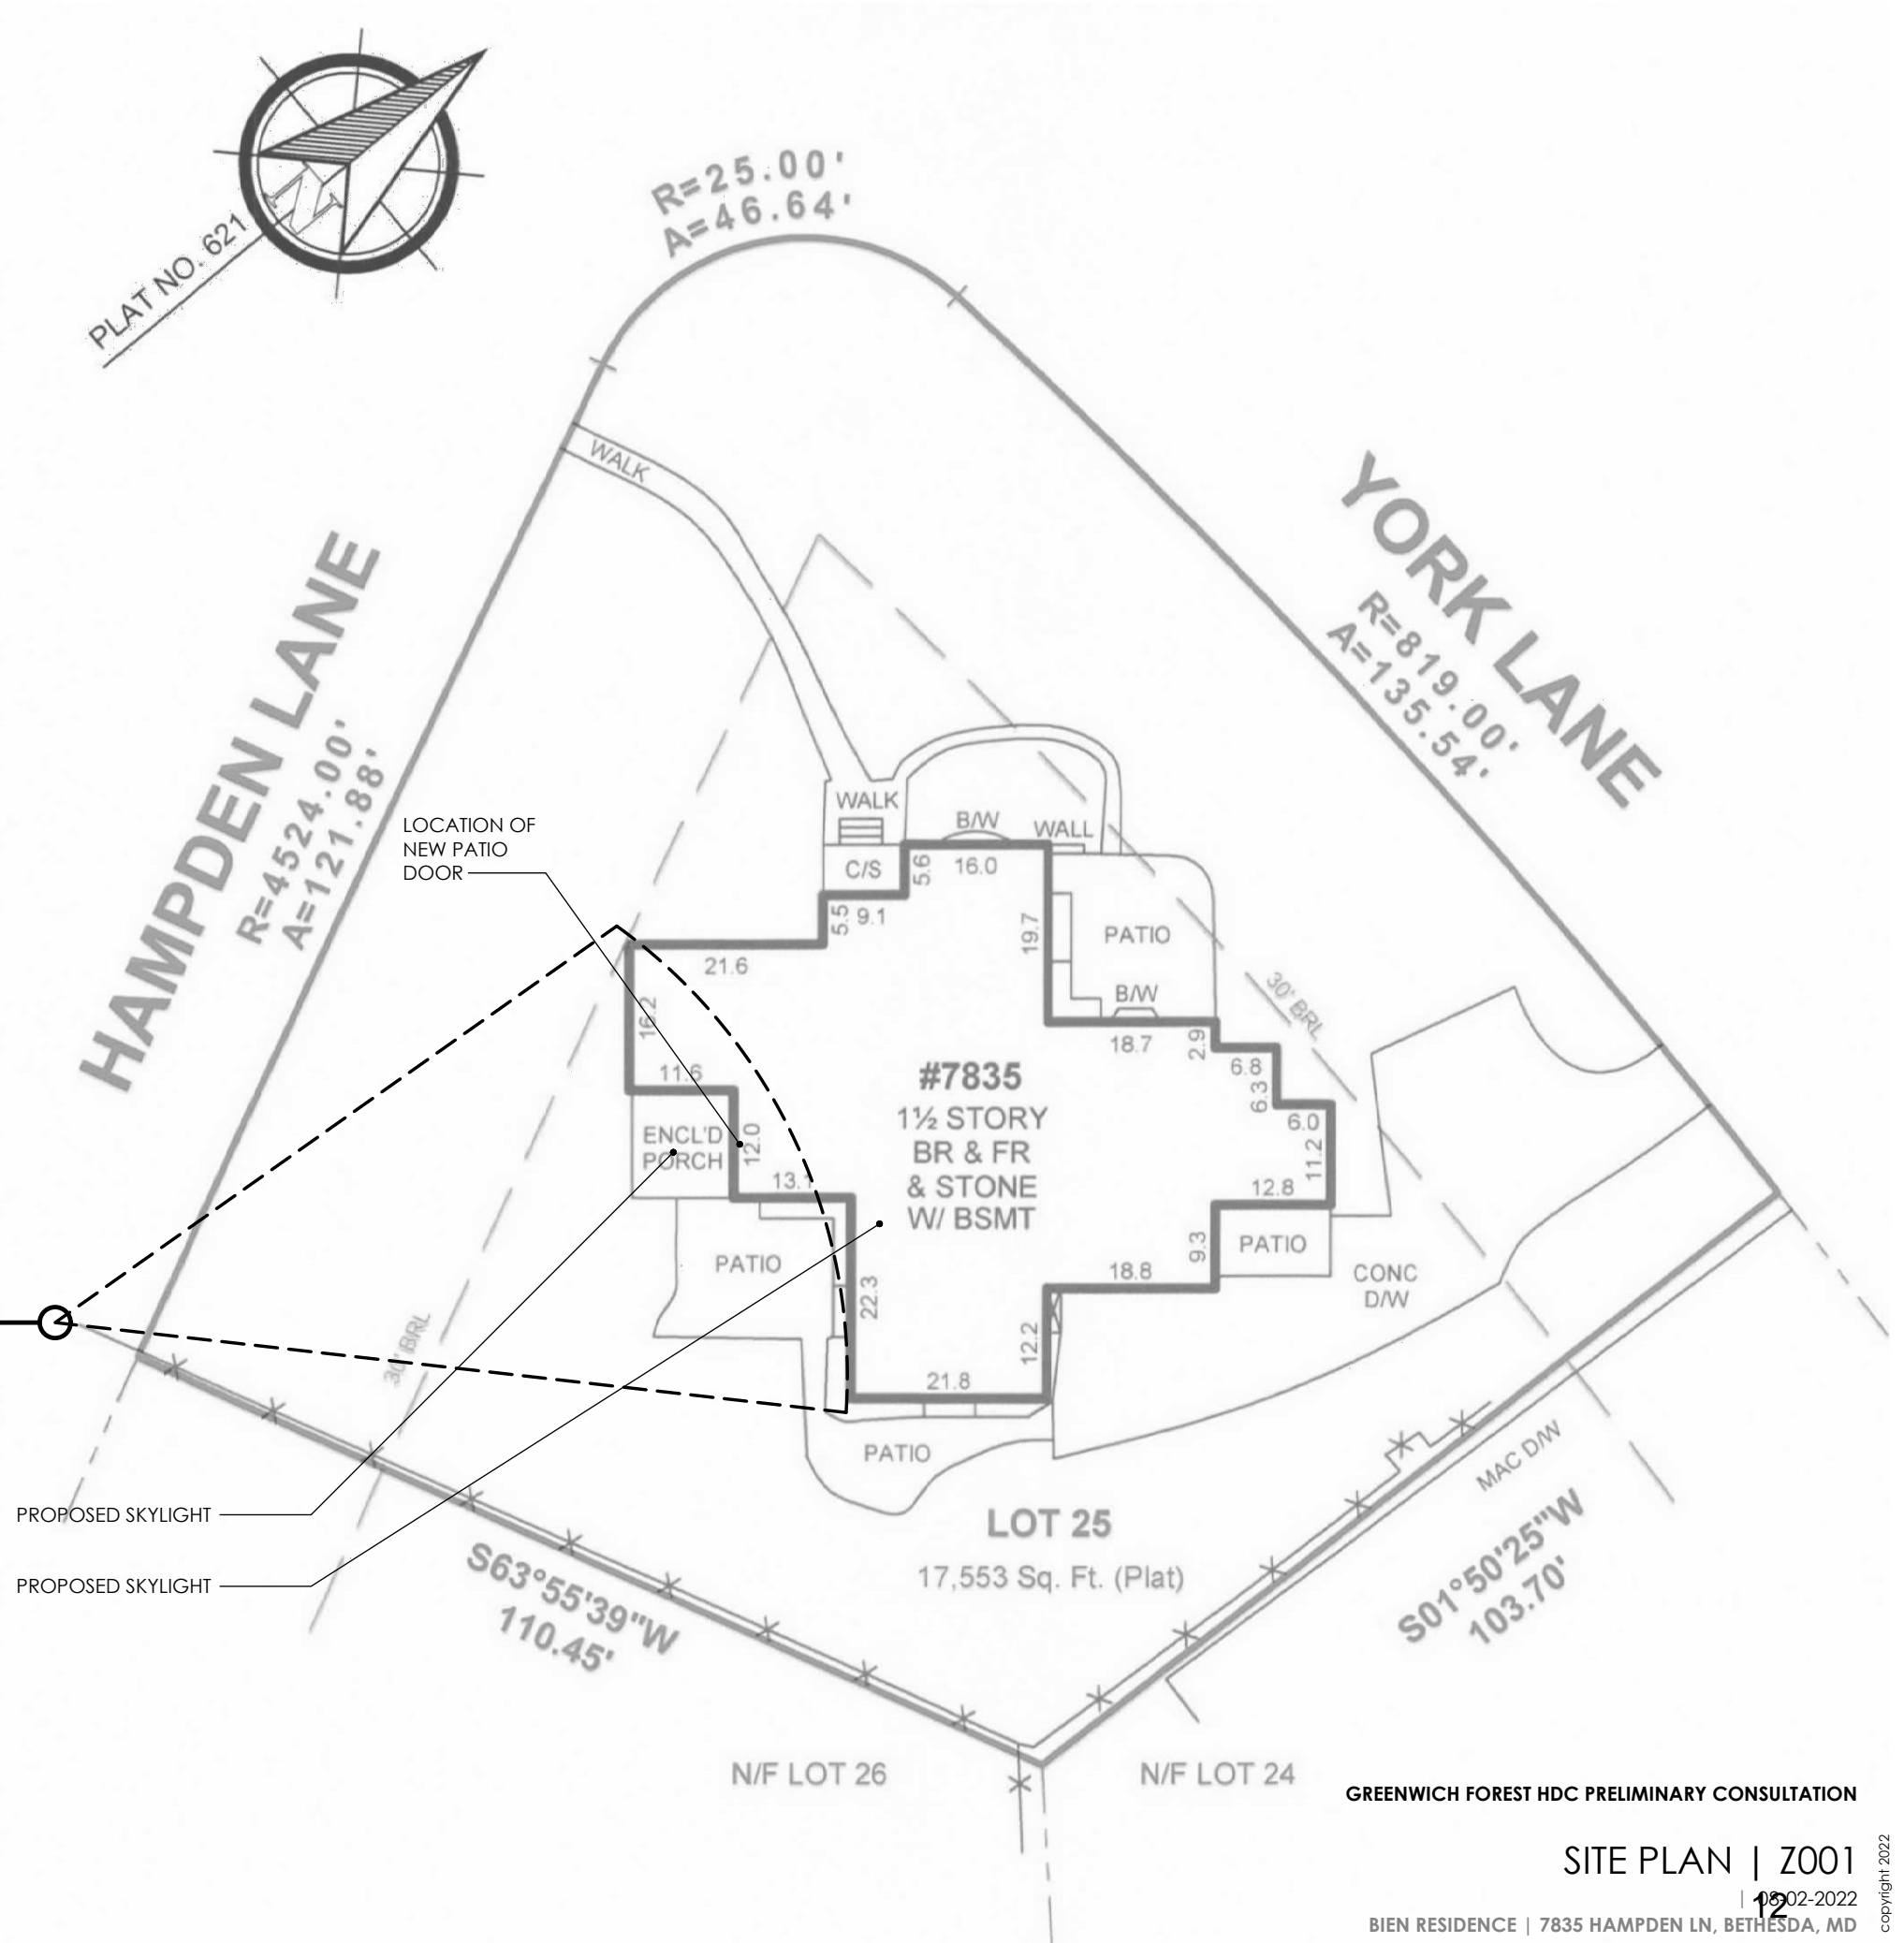 N
PLAT NO. 621
R=25.00'
A=46.64'
WALK
YORK LANE
R=819.00'
A=135.54'
HAMPDEN LANE
R=4524.00'
A=121.88'
LOCATION OF
NEW PATIO
DOOR
WALK
B/W
WALL
C/S
5.6
16.0
5.5
9.1
19.7
PATIO
21.6
B/W
30' BRL
16.2
18.7
2.9
11.6
6.8
#7835
6.3
1½ STORY
6.0
ENCL'D
PORCH
12.0
BR & FR
11.2
13.1
& STONE
12.8
W/ BSMT
PATIO
9.3
PATIO
18.8
CONC
D/W
22.3
12.2
30' BRL
21.8
PATIO
MAC D/W
PROPOSED SKYLIGHT
PROPOSED SKYLIGHT
LOT 25
17,553 Sq. Ft. (Plat)
S63°55'39"W
110.45'
S01°50'25"W
103.70'
N/F LOT 26
N/F LOT 24
GREENWICH FOREST HDC PRELIMINARY CONSULTATION
SITE PLAN | Z001
| 08-02-2022
12
BIEN RESIDENCE | 7835 HAMPDEN LN, BETHESDA, MD
copyright 2022